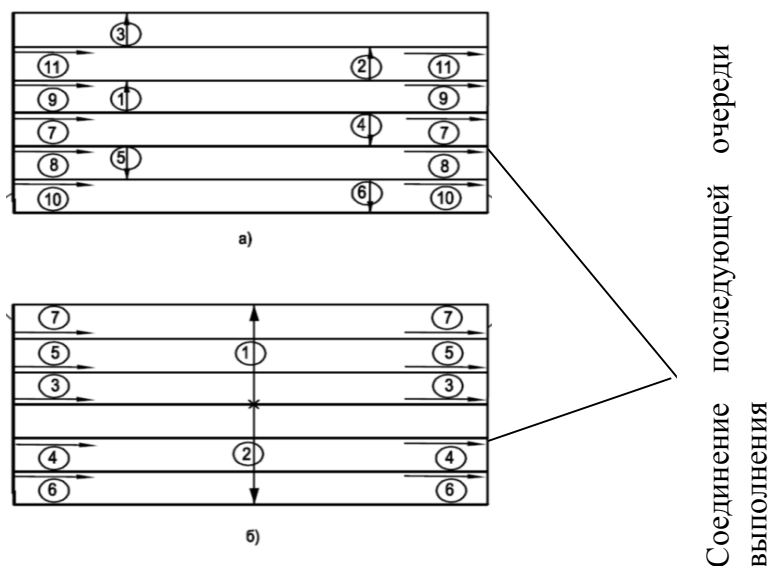 3
11 2 11
9 1 9
7 4 7
8 5 8
10 6 10
а)
7 7
5 1 5
3 3
4 2 4
6 6
б)
Соединение последующей очереди
выполнения